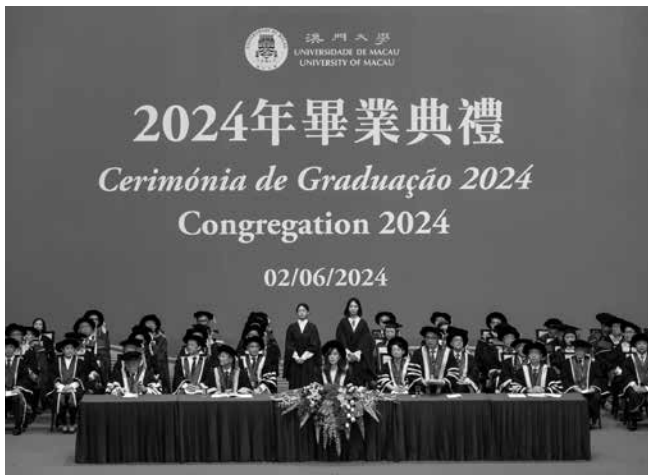 澳門大學
UNIVERSIDADE DE MACAU
UNIVERSITY OF MACAU
2024年畢業典禮
Cerimónia de Graduação 2024
Congregation 2024
02/06/2024